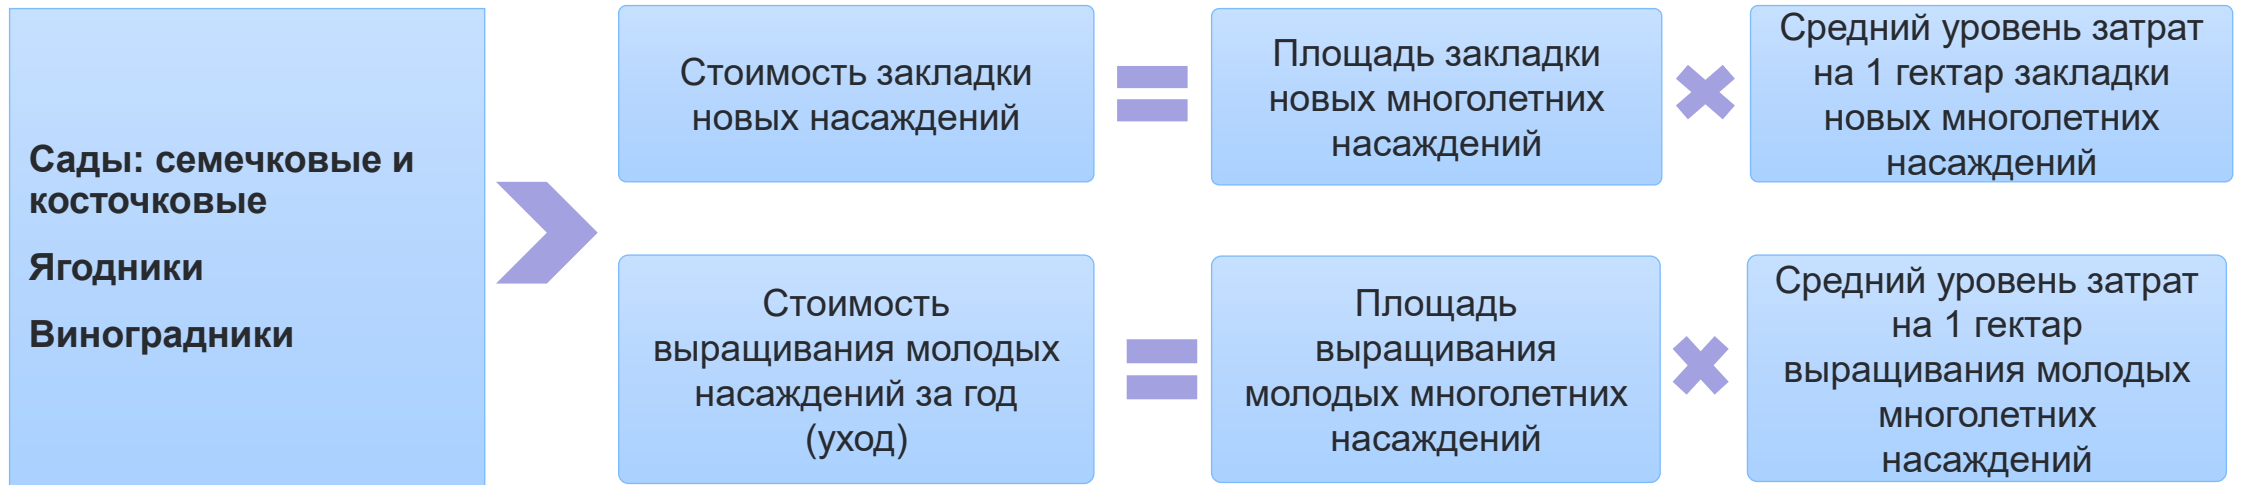 Сады: семечковые и
косточковые
Ягодники
Виноградники
Стоимость закладки
новых насаждений
Площадь закладки
новых многолетних
насаждений
Средний уровень затрат
на 1 гектар закладки
новых многолетних
насаждений
Стоимость
выращивания молодых
насаждений за год
(уход)
Площадь
выращивания
молодых многолетних
насаждений
Средний уровень затрат
на 1 гектар
выращивания молодых
многолетних
насаждений